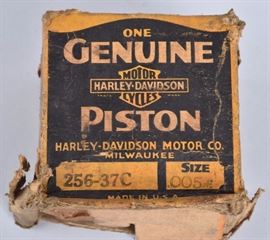 ONE
GENUINE
MOTOR
HARLEY-DAVIDSON
CYCLES
PISTON
HARLEY-DAVIDSON MOTOR CO.
MILWAUKEE
SIZE
256-37C .005
MADE IN U.S.A.